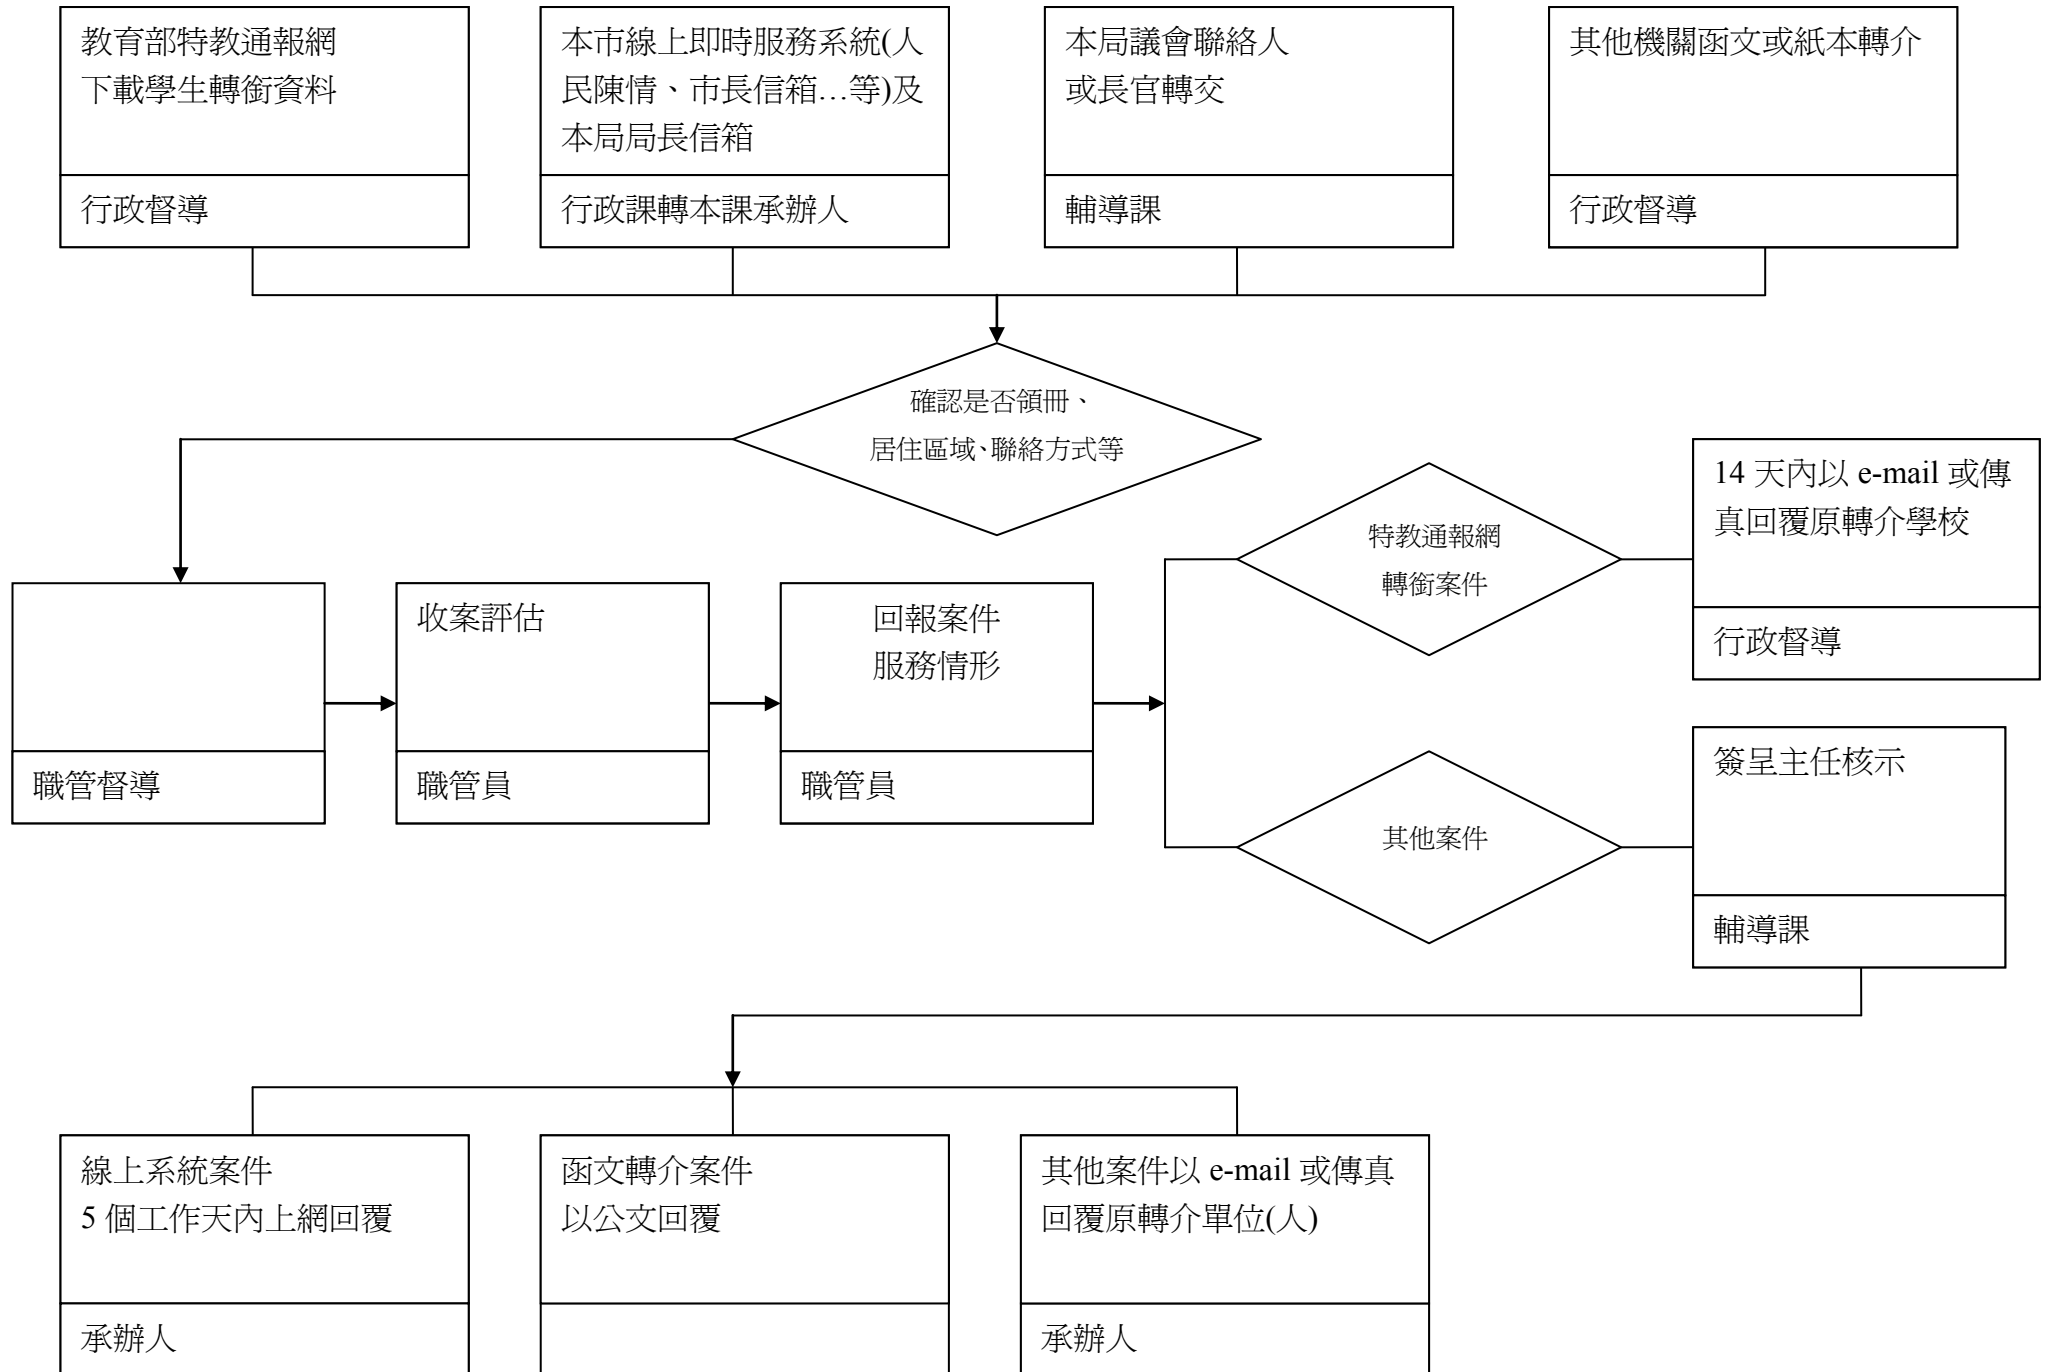 教育部特教通報網
下載學生轉銜資料
行政督導
本市線上即時服務系統(人
民陳情、市長信箱…等)及
本局局長信箱
行政課轉本課承辦人
本局議會聯絡人
或長官轉交
輔導課
其他機關函文或紙本轉介
行政督導
確認是否領冊、
居住區域、聯絡方式等
職管督導
收案評估
職管員
回報案件
服務情形
職管員
特教通報網
轉銜案件
14 天內以 e-mail 或傳
真回覆原轉介學校
行政督導
其他案件
簽呈主任核示
輔導課
線上系統案件
5 個工作天內上網回覆
承辦人
函文轉介案件
以公文回覆
其他案件以 e-mail 或傳真
回覆原轉介單位(人)
承辦人